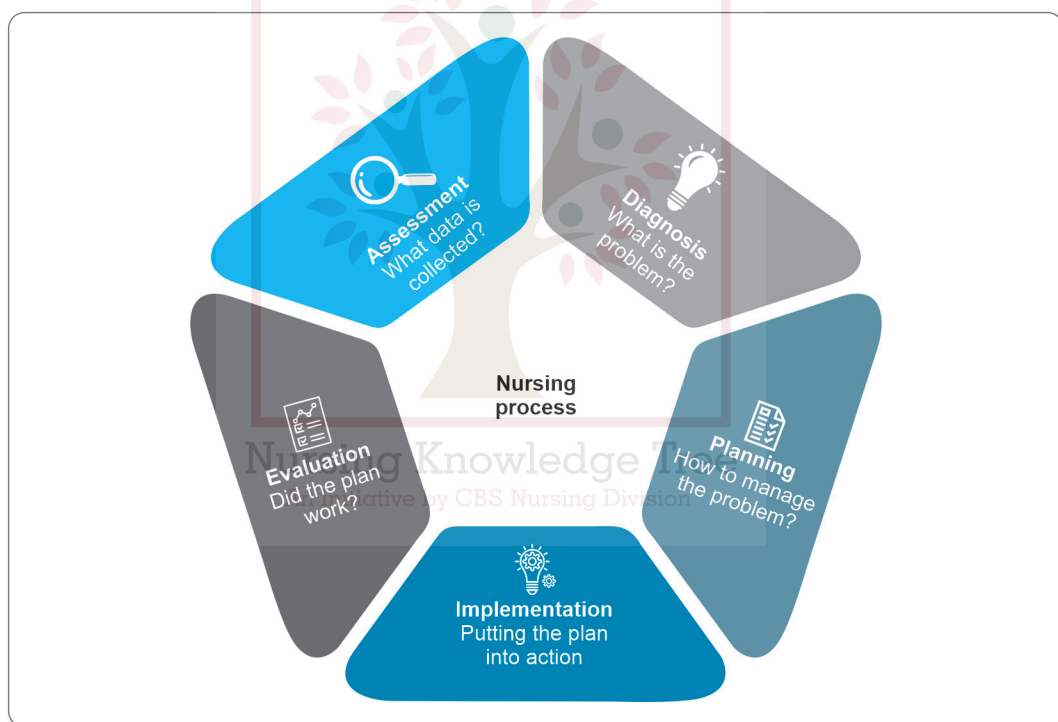 Assessment
What data is
collected?
Diagnosis
What is the
problem?
Nursing
process
Planning
How to manage
the problem?
Evaluation
Did the plan
work?
Implementation
Putting the plan
into action
Nursing Knowledge Tree
An Initiative by CBS Nursing Division